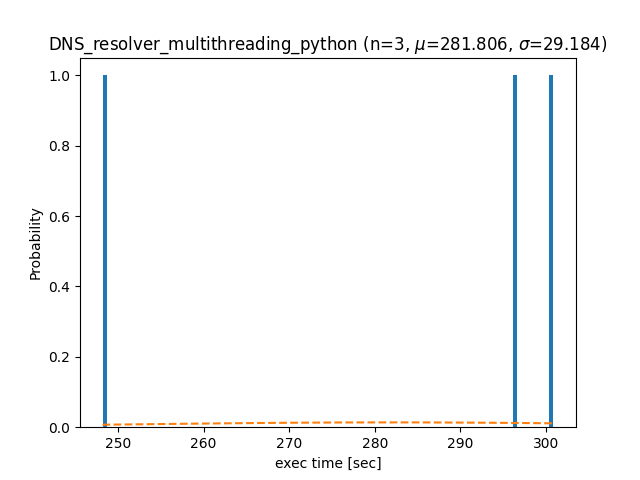 DNS_resolver_multithreading_python (n=3, μ=281.806, σ=29.184)
1.0
0.8
0.6
0.4
0.2
0.0
Probability
250 260 270 280 290 300
exec time [sec]